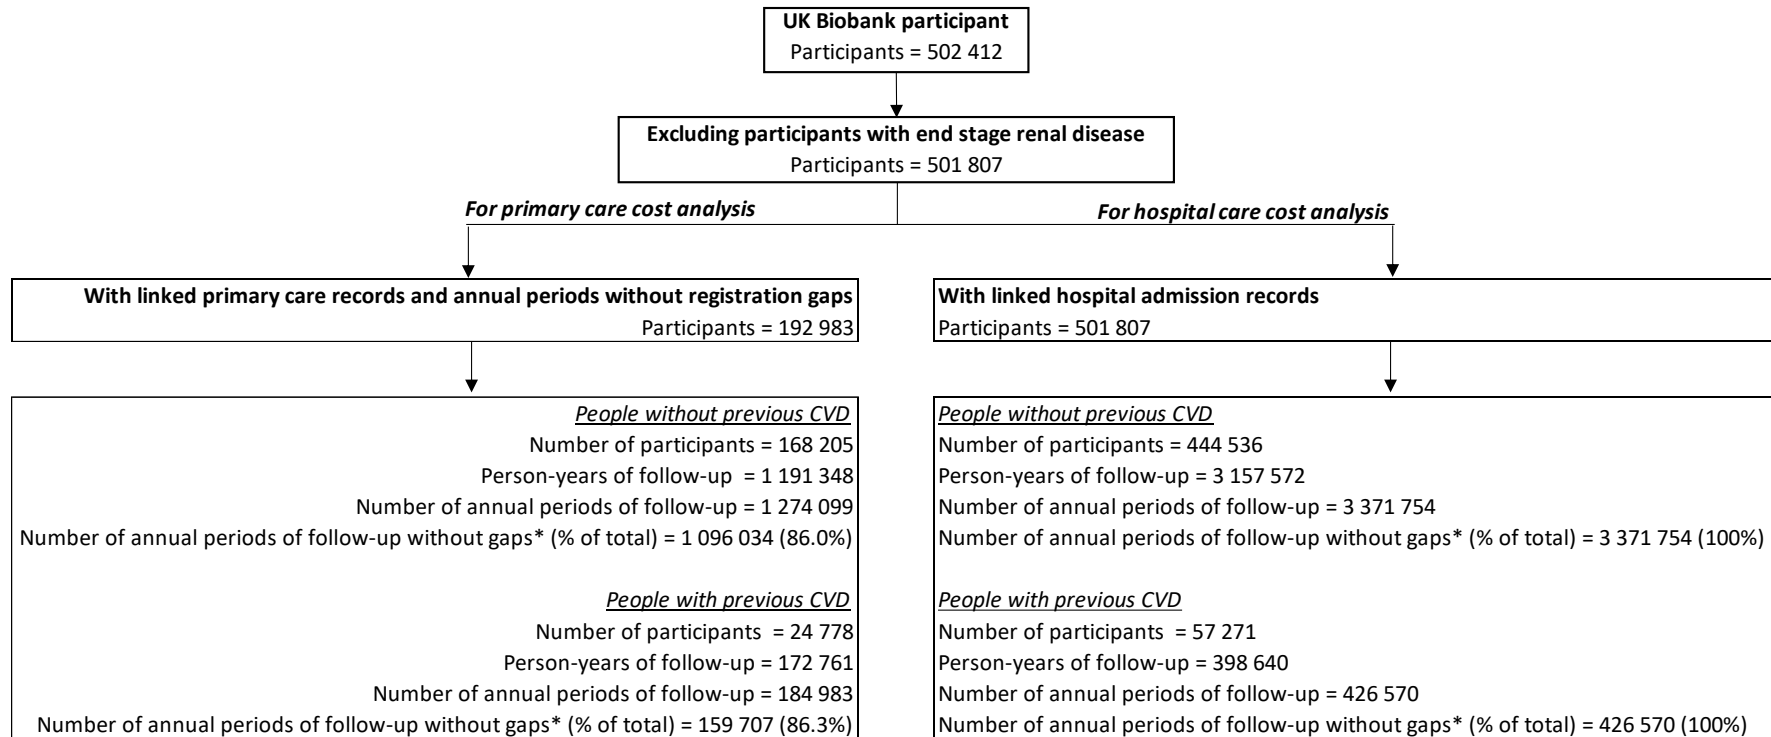 UK Biobank participant
Participants = 502 412
Excluding participants with end stage renal disease
Participants = 501 807
For primary care cost analysis
For hospital care cost analysis
With linked primary care records and annual periods without registration gaps
Participants = 192 983
With linked hospital admission records
Participants = 501 807
People without previous CVD
Number of participants = 168 205
Person-years of follow-up = 1 191 348
Number of annual periods of follow-up = 1 274 099
Number of annual periods of follow-up without gaps* (% of total) = 1 096 034 (86.0%)
People with previous CVD
Number of participants = 24 778
Person-years of follow-up = 172 761
Number of annual periods of follow-up = 184 983
Number of annual periods of follow-up without gaps* (% of total) = 159 707 (86.3%)
People without previous CVD
Number of participants = 444 536
Person-years of follow-up = 3 157 572
Number of annual periods of follow-up = 3 371 754
Number of annual periods of follow-up without gaps* (% of total) = 3 371 754 (100%)
People with previous CVD
Number of participants = 57 271
Person-years of follow-up = 398 640
Number of annual periods of follow-up = 426 570
Number of annual periods of follow-up without gaps* (% of total) = 426 570 (100%)